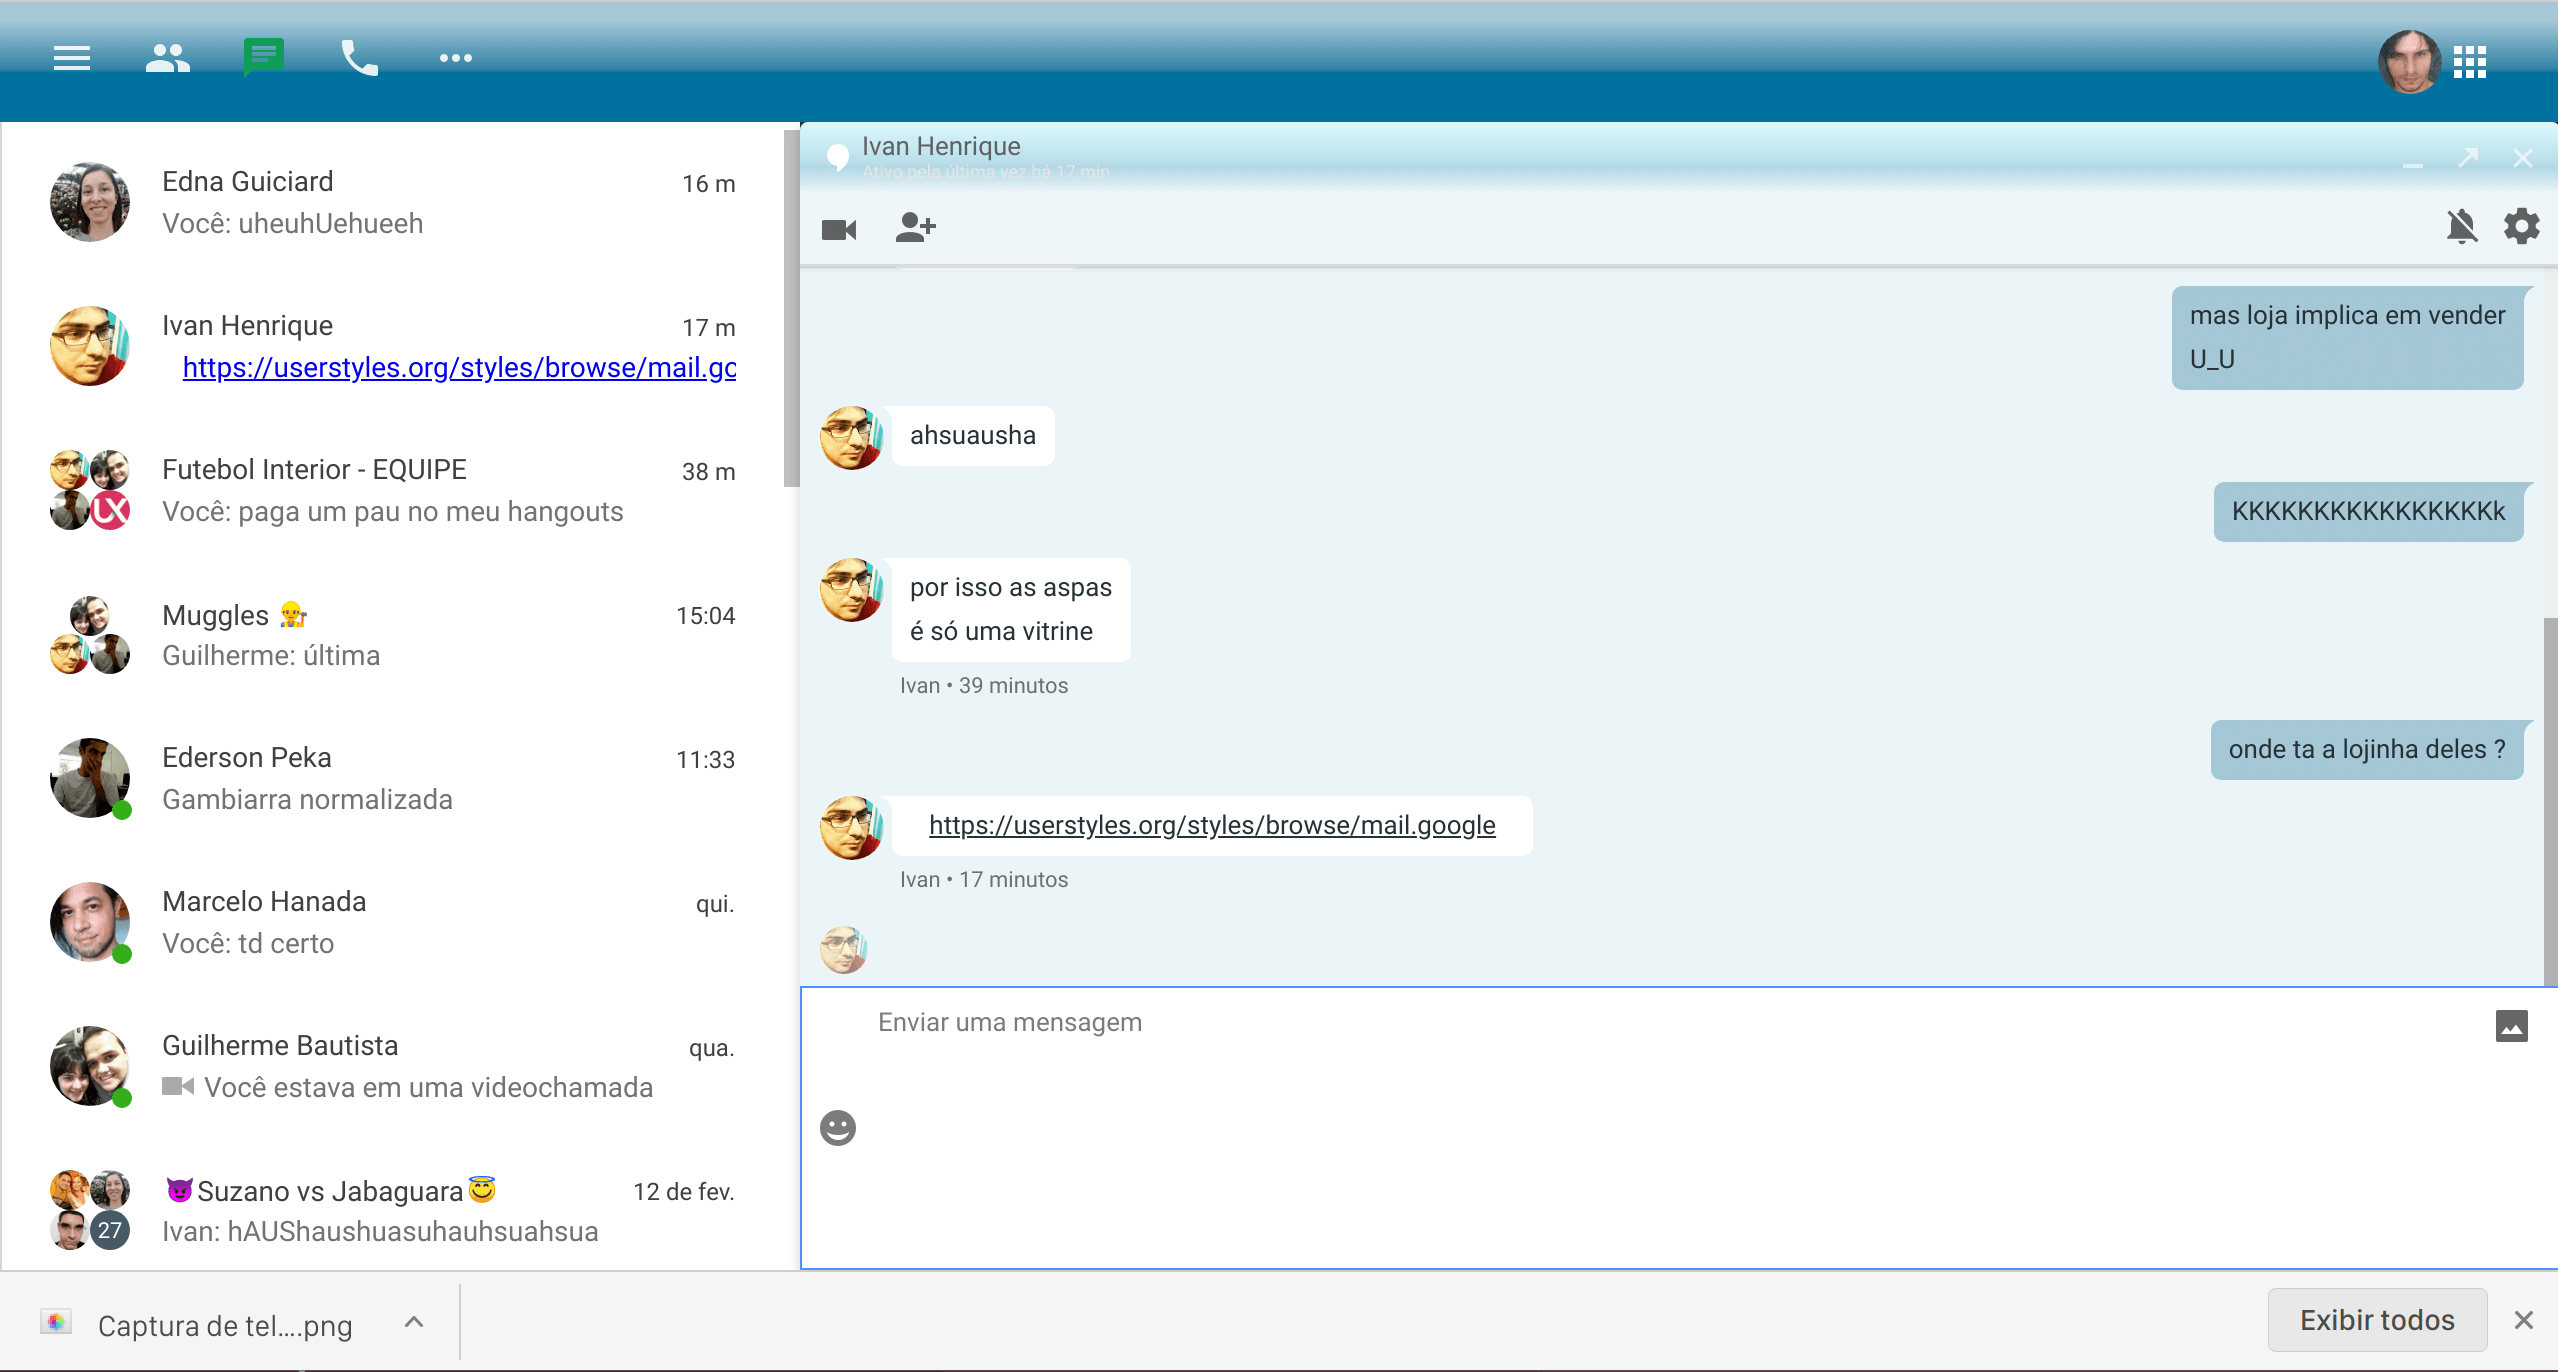 Edna Guiciard
16 m
Você: uheuhUehueeh
Ivan Henrique
17 m
https://userstyles.org/styles/browse/mail.go
Futebol Interior - EQUIPE
38 m
Você: paga um pau no meu hangouts
UX
Muggles 👷
15:04
Guilherme: última
Ederson Peka
11:33
Gambiarra normalizada
Marcelo Hanada
qui.
Você: td certo
Guilherme Bautista
qua.
Você estava em uma videochamada
😈Suzano vs Jabaguara😇
12 de fev.
27
Ivan: hAUShaushuasuhauhsuahsua
Ivan Henrique
Ativo pela última vez há 17 min
mas loja implica em vender
U_U
ahsuausha
KKKKKKKKKKKKKKKKk
por isso as aspas
é só uma vitrine
Ivan • 39 minutos
onde ta a lojinha deles ?
https://userstyles.org/styles/browse/mail.google
Ivan • 17 minutos
Enviar uma mensagem
Captura de tel....png
Exibir todos